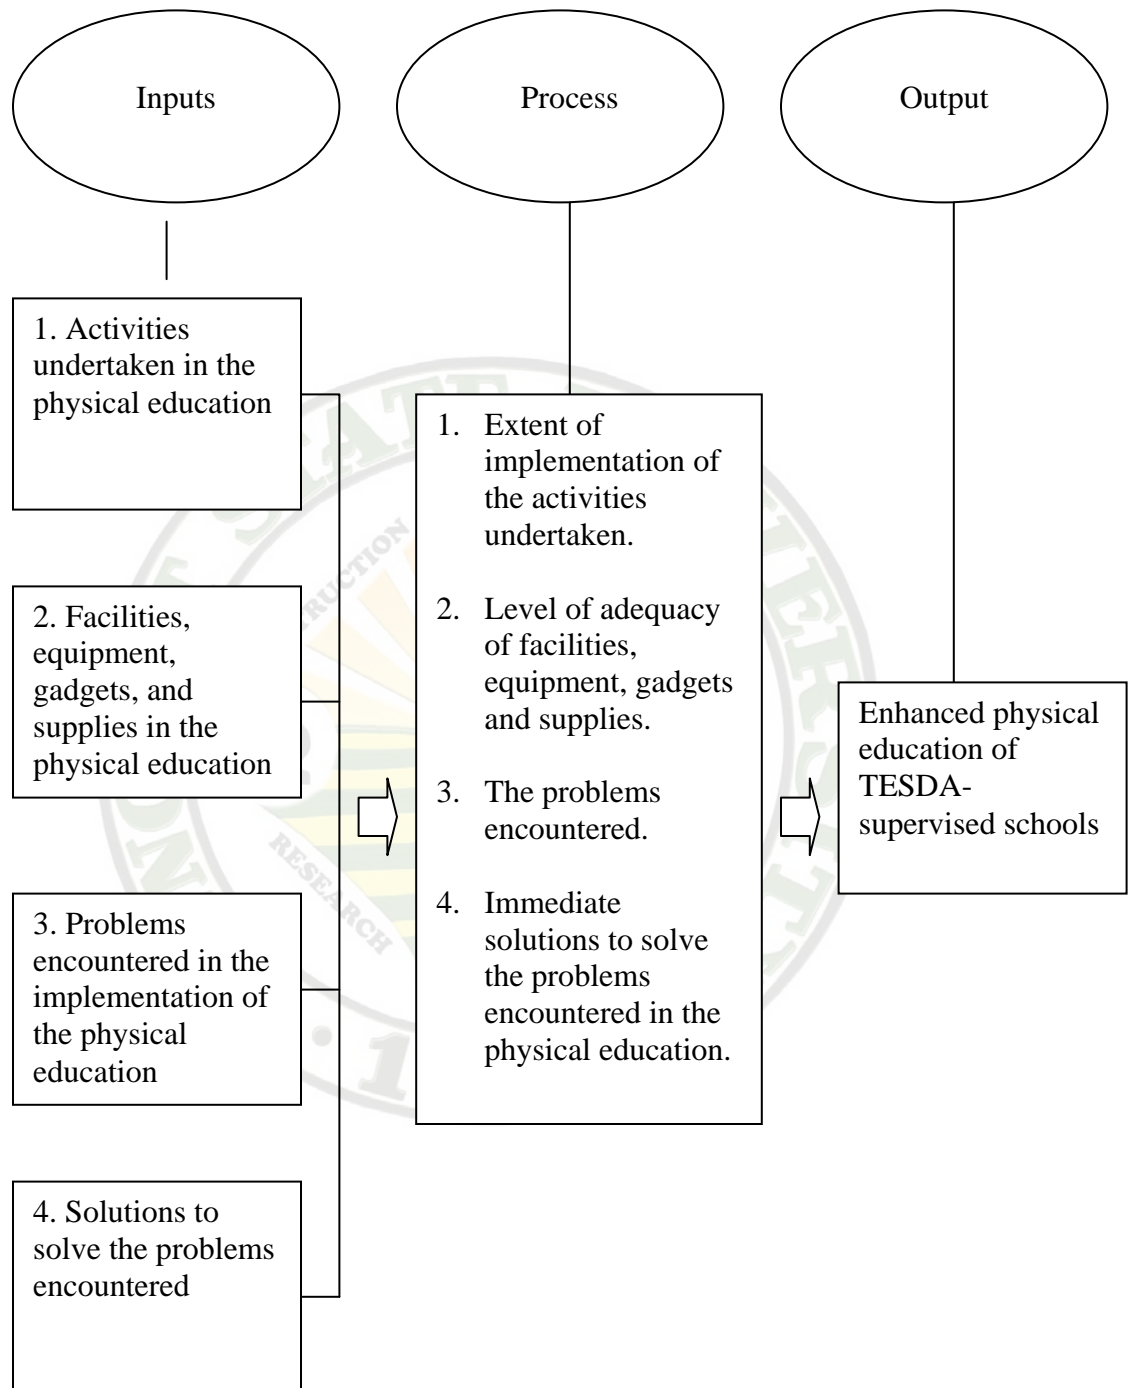 Inputs
Process
Output
1. Activities
undertaken in the
physical education
2. Facilities,
equipment,
gadgets, and
supplies in the
physical education
3. Problems
encountered in the
implementation of
the physical
education
4. Solutions to
solve the problems
encountered
1. Extent of
implementation of
the activities
undertaken.
2. Level of adequacy
of facilities,
equipment, gadgets
and supplies.
3. The problems
encountered.
4. Immediate
solutions to solve
the problems
encountered in the
physical education.
Enhanced physical
education of
TESDA-
supervised schools
STATE
RESEARCH